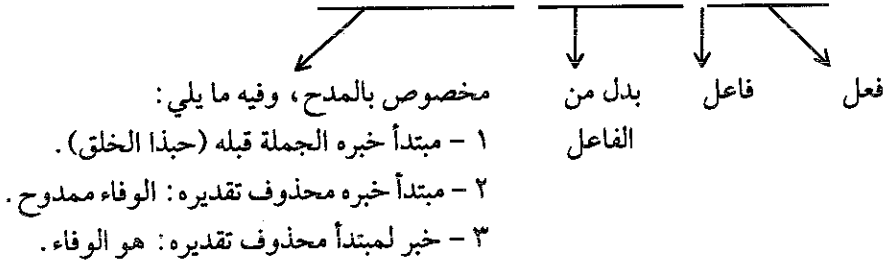 فعل فاعل بدل من مخصوص بالمدح، وفيه ما يلي:
الفاعل ١ - مبتدأ خبره الجملة قبله (حبذا الخلق).
٢ - مبتدأ خبره محذوف تقديره: الوفاء ممدوح.
٣ - خبر لمبتدأ محذوف تقديره: هو الوفاء.